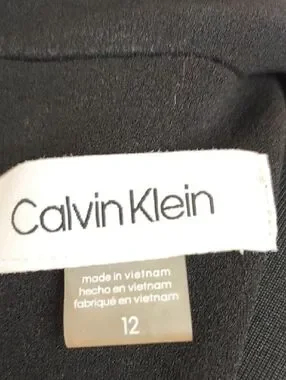 Calvin Klein
made in vietnam
hecho en vietnam
fabriqué en vietnam
12